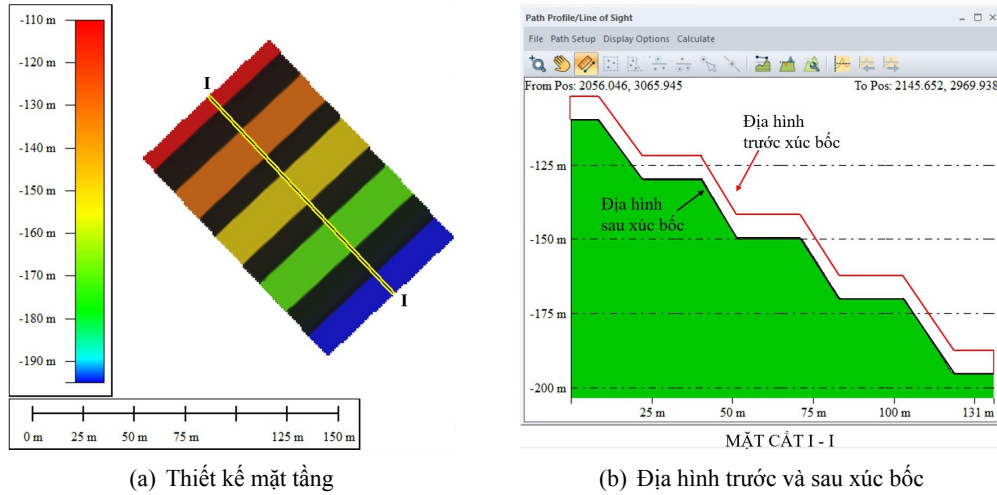 -110 m
-120 m
-130 m
-140 m
-150 m
-160 m
-170 m
-180 m
-190 m
I
I
0 m 25 m 50 m 75 m 125 m 150 m
(a) Thiết kế mặt tầng
Path Profile/Line of Sight
File Path Setup Display Options Calculate
From Pos: 2056.046, 3065.945 To Pos: 2145.652, 2969.938
Địa hình
trước xúc bốc
Địa hình
sau xúc bốc
-125 m
-150 m
-175 m
-200 m
25 m 50 m 75 m 100 m 131 m
MẶT CẮT I - I
(b) Địa hình trước và sau xúc bốc